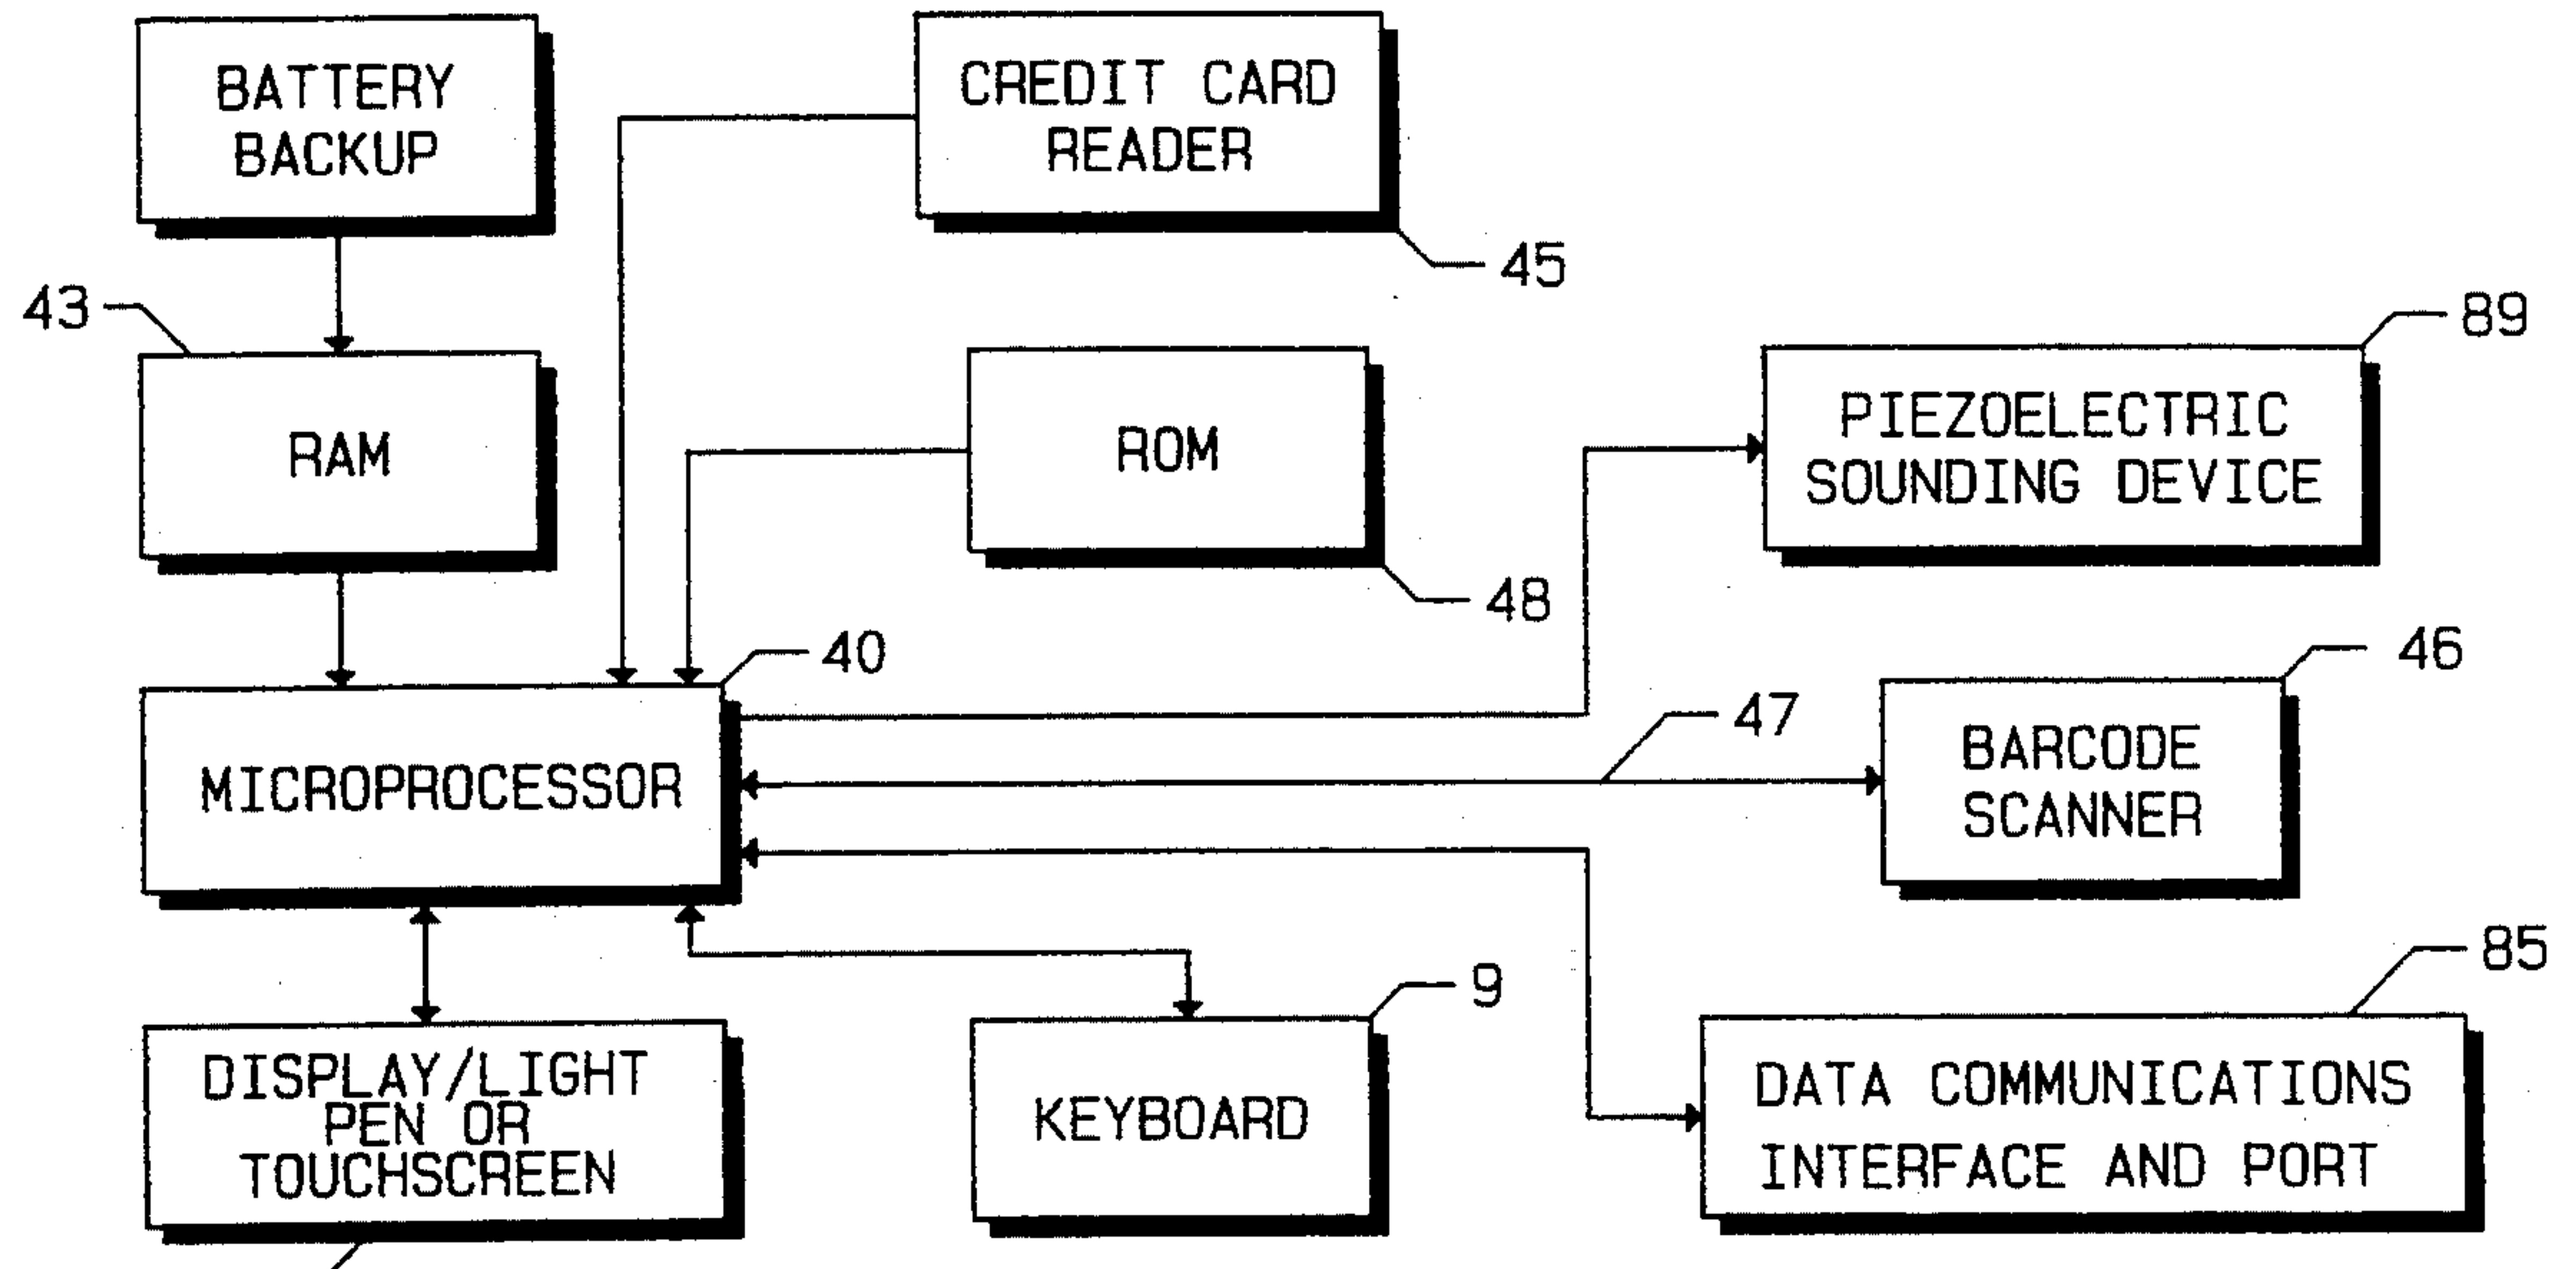 BATTERY
BACKUP
CREDIT CARD
READER
45
43
RAM
ROM
48
89
PIEZOELECTRIC
SOUNDING DEVICE
40
MICROPROCESSOR
47
46
BARCODE
SCANNER
DISPLAY/LIGHT
PEN OR
TOUCHSCREEN
9
KEYBOARD
85
DATA COMMUNICATIONS
INTERFACE AND PORT